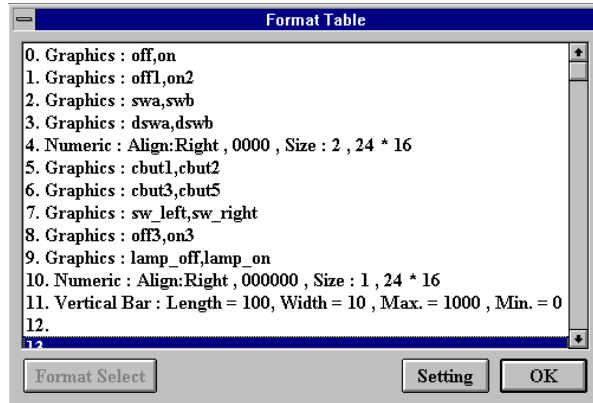 Format Table
0. Graphics : off,on
1. Graphics : off1,on2
2. Graphics : swa,swb
3. Graphics : dswa,dswb
4. Numeric : Align:Right , 0000 , Size : 2 , 24 * 16
5. Graphics : cbut1,cbut2
6. Graphics : cbut3,cbut5
7. Graphics : sw_left,sw_right
8. Graphics : off3,on3
9. Graphics : lamp_off,lamp_on
10. Numeric : Align:Right , 000000 , Size : 1 , 24 * 16
11. Vertical Bar : Length = 100, Width = 10 , Max. = 1000 , Min. = 0
12.
13
Format Select Setting OK